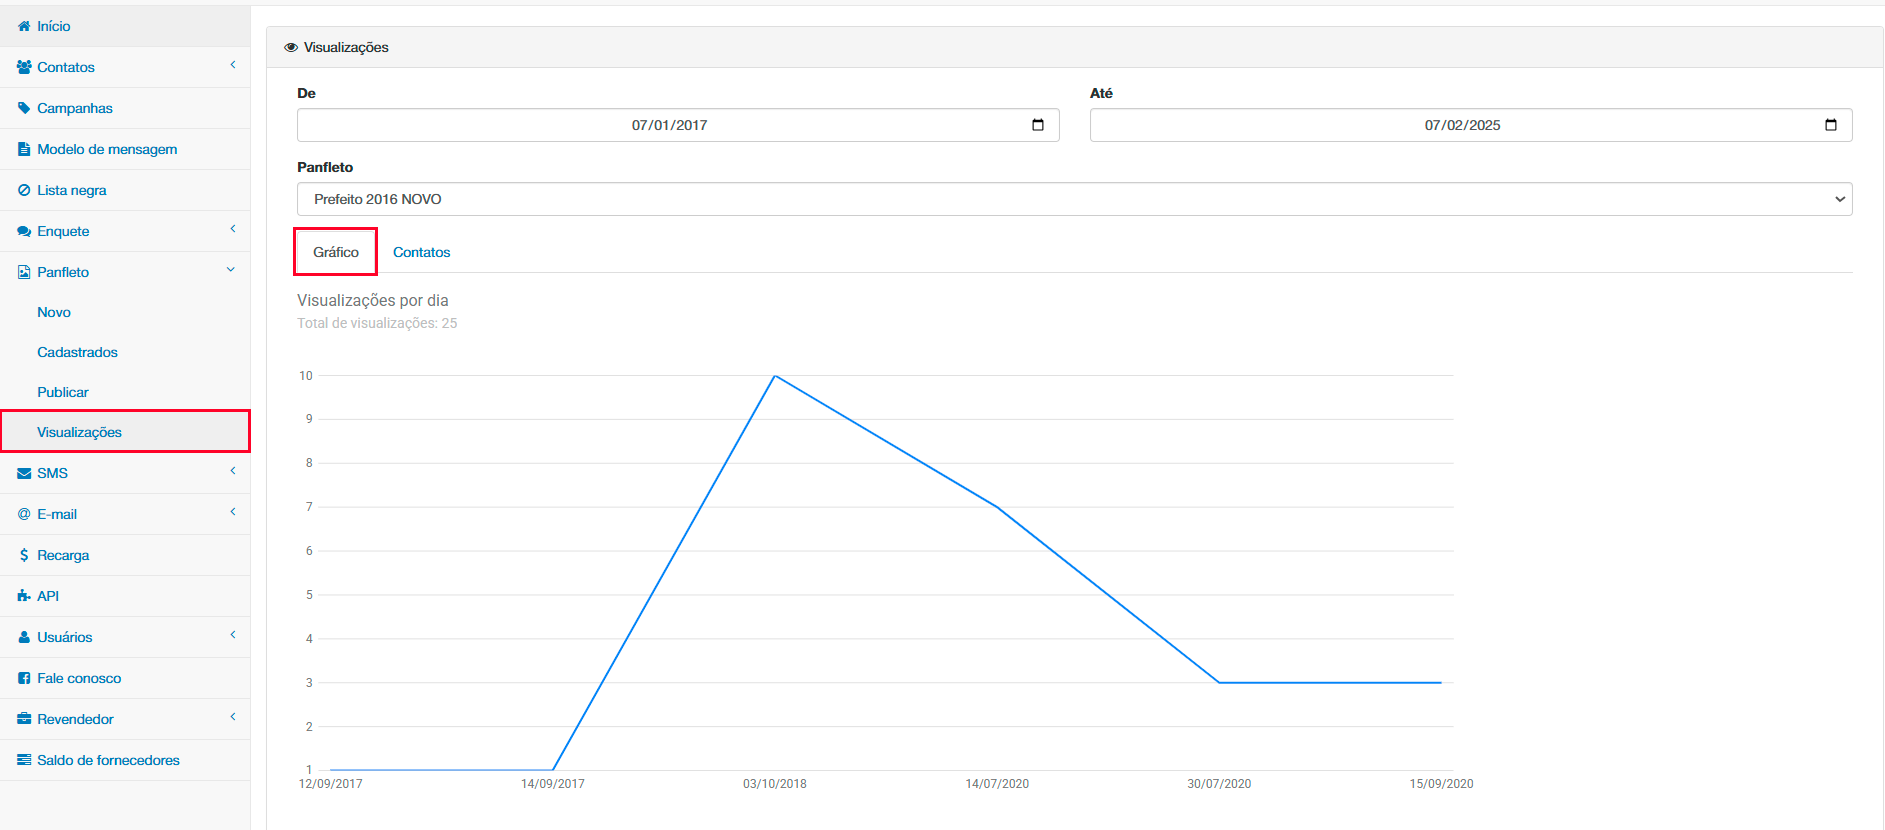 Início
Contatos
Campanhas
Modelo de mensagem
Lista negra
Enquete
Panfleto
Novo
Cadastrados
Publicar
Visualizações
SMS
E-mail
Recarga
API
Usuários
Fale conosco
Revendedor
Saldo de fornecedores
Visualizações
De
07/01/2017
Até
07/02/2025
Panfleto
Prefeito 2016 NOVO
Gráfico Contatos
Visualizações por dia
Total de visualizações: 25
10
9
8
7
6
5
4
3
2
1
12/09/2017 14/09/2017 03/10/2018 14/07/2020 30/07/2020 15/09/2020